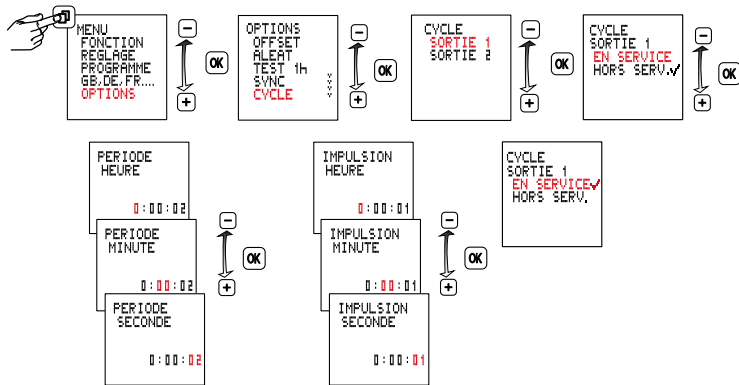 MENU
FONCTION
REGLAGE
PROGRAMME
GB,DE,FR....
OPTIONS
−
OK
+
OPTIONS
OFFSET
ALEAT
TEST 1h
SYNC
CYCLE
−
OK
+
CYCLE
SORTIE 1
SORTIE 2
−
OK
+
CYCLE
SORTIE 1
EN SERVICE
HORS SERV.✓
−
OK
+
PERIODE
HEURE
0:00:02
PERIODE
MINUTE
0:00:02
PERIODE
SECONDE
0:00:02
−
OK
+
IMPULSION
HEURE
0:00:01
IMPULSION
MINUTE
0:00:01
IMPULSION
SECONDE
0:00:01
−
OK
+
CYCLE
SORTIE 1
EN SERVICE✓
HORS SERV.